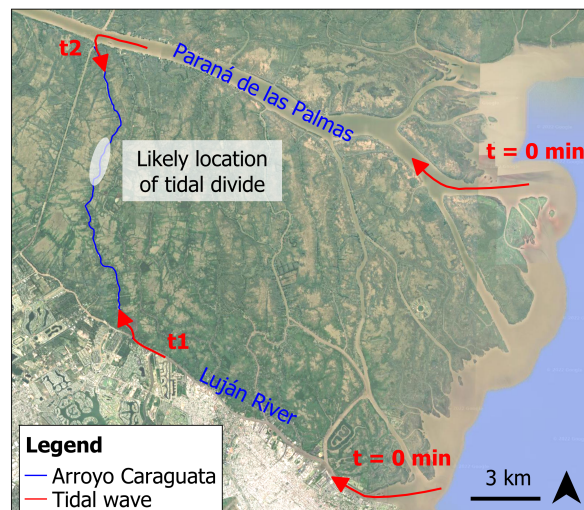 t2
Paraná de las Palmas
t = 0 min
Likely location
of tidal divide
t1
Luján River
t = 0 min
3 km
Legend
Arroyo Caraguata
Tidal wave